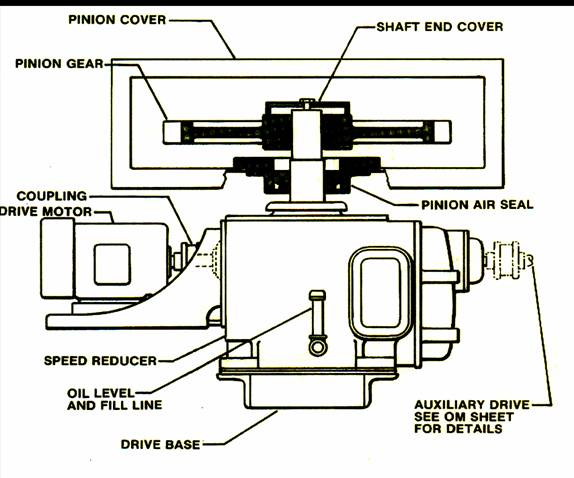 PINION COVER
SHAFT END COVER
PINION GEAR
COUPLING
DRIVE MOTOR
PINION AIR SEAL
SPEED REDUCER
OIL LEVEL
AND FILL LINE
AUXILIARY DRIVE
SEE OM SHEET
FOR DETAILS
DRIVE BASE